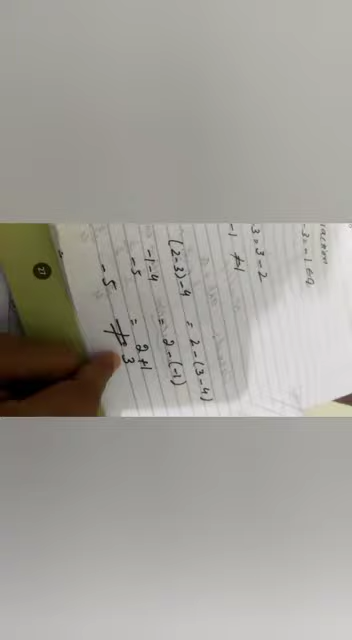 -3 = -1 ∈ Q
3 = 3-2
-1 ≠ 1
(2-3)-4 = 2-(3-4)
-1-4 = 2-(-1)
-5 = 2+1
-5 ≠ 3
27